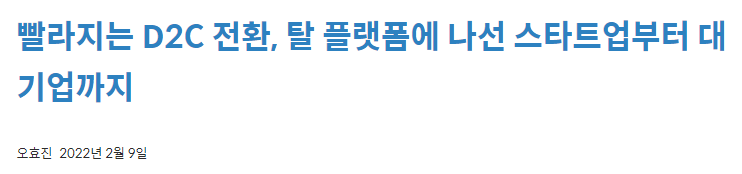 빨라지는 D2C 전환, 탈 플랫폼에 나선 스타트업부터 대
기업까지
오효진 2022년 2월 9일